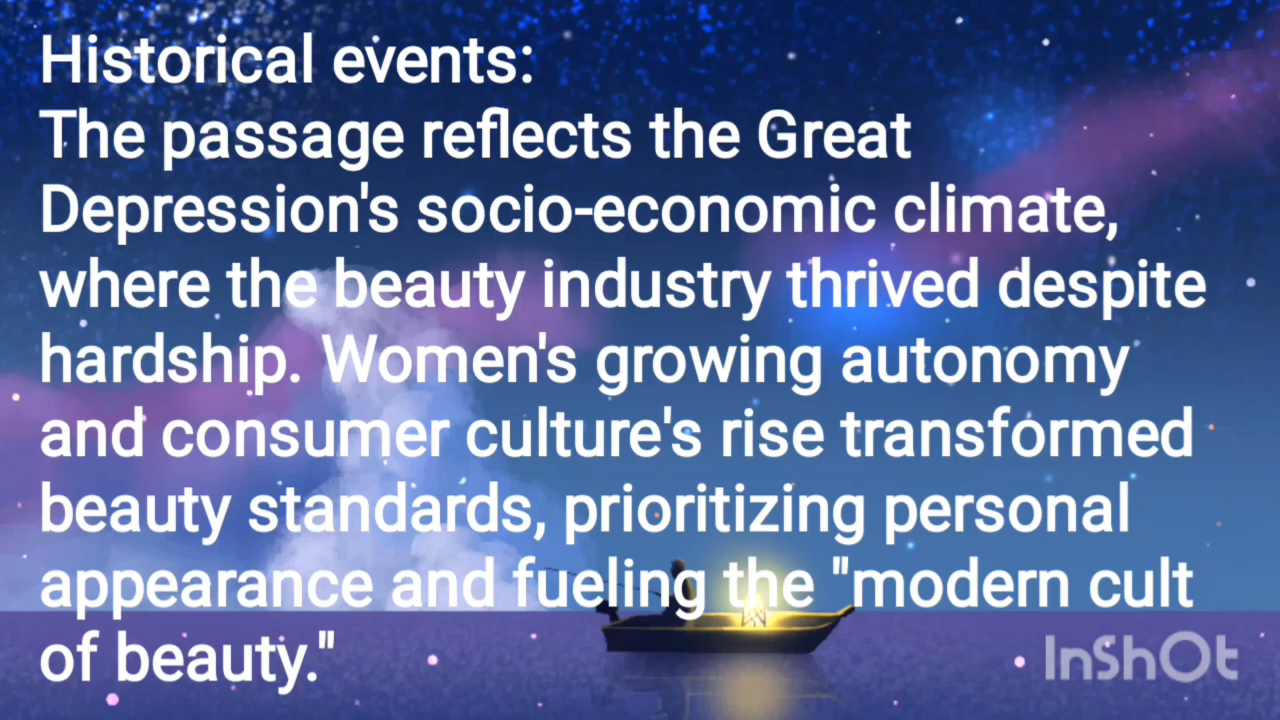 Historical events:
The passage reflects the Great
Depression's socio-economic climate,
where the beauty industry thrived despite
hardship. Women's growing autonomy
and consumer culture's rise transformed
beauty standards, prioritizing personal
appearance and fueling the "modern cult
of beauty."
InShOt